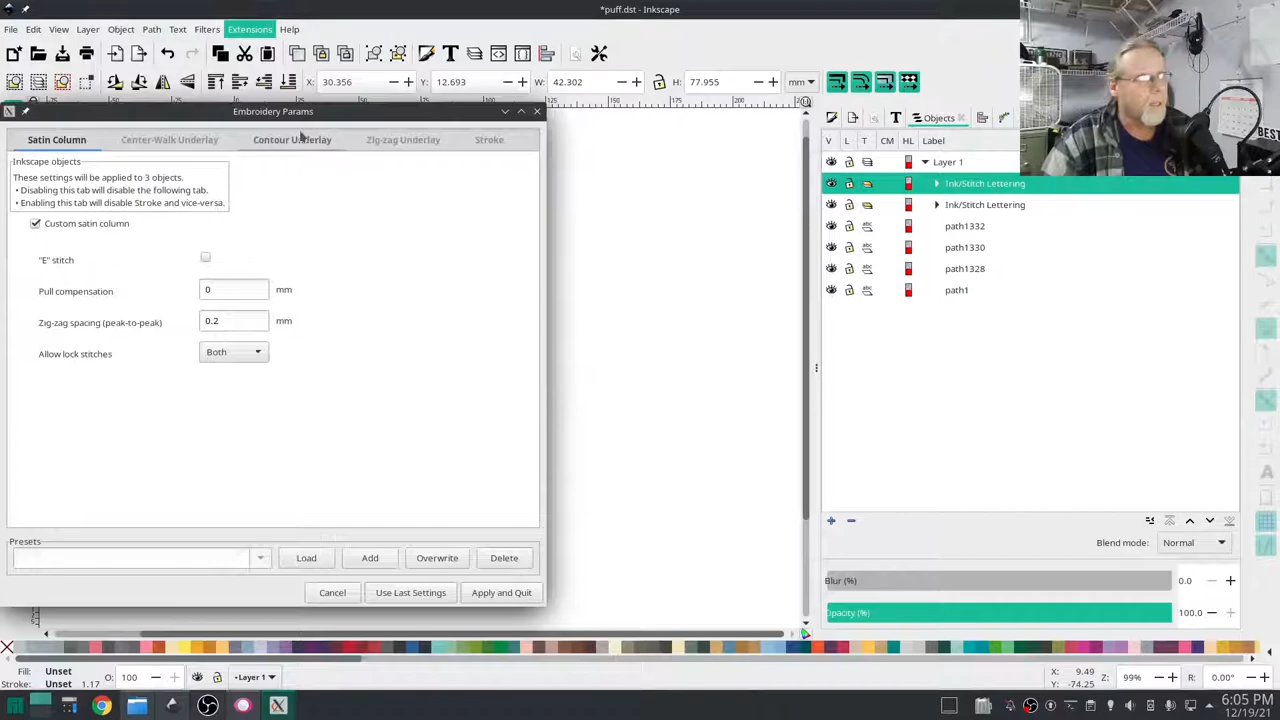 *puff.dst - Inkscape
File Edit View Layer Object Path Text Filters Extensions Help
X: 30.356 Y: 12.693 W: 42.302 H: 77.955 mm
125 150 175 200
Embroidery Params
Objects
Satin Column Center-Walk Underlay Contour Underlay Zig-zag Underlay Stroke
V L T CM HL Label
Inkscape objects
Layer 1
These settings will be applied to 3 objects.
• Disabling this tab will disable the following tab.
• Enabling this tab will disable Stroke and vice-versa.
Ink/Stitch Lettering
Ink/Stitch Lettering
Custom satin column
path1332
path1330
"E" stitch
path1328
Pull compensation 0 mm
path1
Zig-zag spacing (peak-to-peak) 0.2 mm
Allow lock stitches Both
Presets
Blend mode: Normal
Load Add Overwrite Delete
Blur (%) 0.0
Cancel Use Last Settings Apply and Quit
Opacity (%) 100.0
Fill: Unset
Stroke: Unset 1.17 O: 100 Layer 1
X: 9.49
Y: -74.25
Z: 99% R: 0.00°
6:05 PM
12/19/21